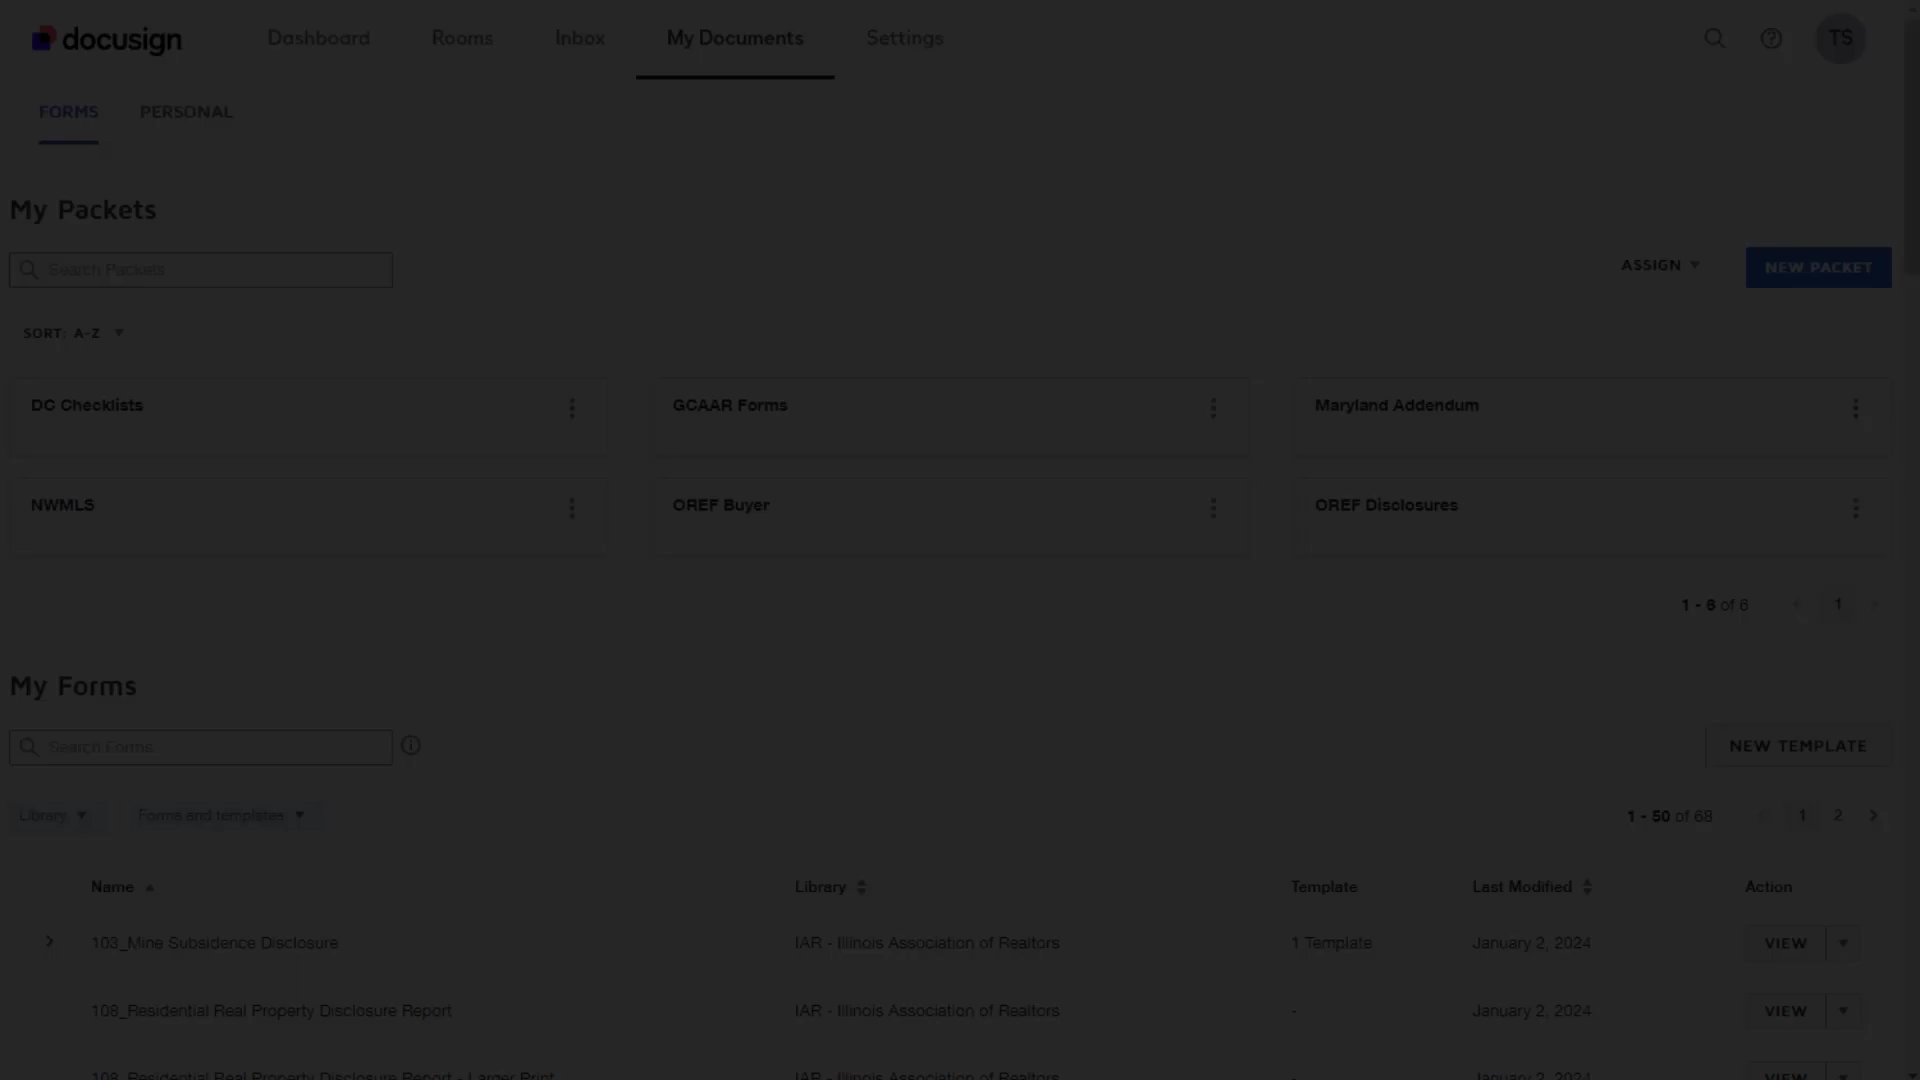 docusign Dashboard Rooms Inbox My Documents Settings TS
FORMS PERSONAL
My Packets
Search Packets ASSIGN NEW PACKET
SORT: A-Z
DC Checklists GCAAR Forms Maryland Addendum
NWMLS OREF Buyer OREF Disclosures
1 - 6 of 6 1
My Forms
Search Forms NEW TEMPLATE
Library Forms and templates 1 - 50 of 68 1 2
Name Library Template Last Modified Action
103_Mine Subsidence Disclosure IAR - Illinois Association of Realtors 1 Template January 2, 2024 VIEW
108_Residential Real Property Disclosure Report IAR - Illinois Association of Realtors - January 2, 2024 VIEW
108_Residential Real Property Disclosure Report - Larger Print IAR - Illinois Association of Realtors - January 2, 2024 VIEW